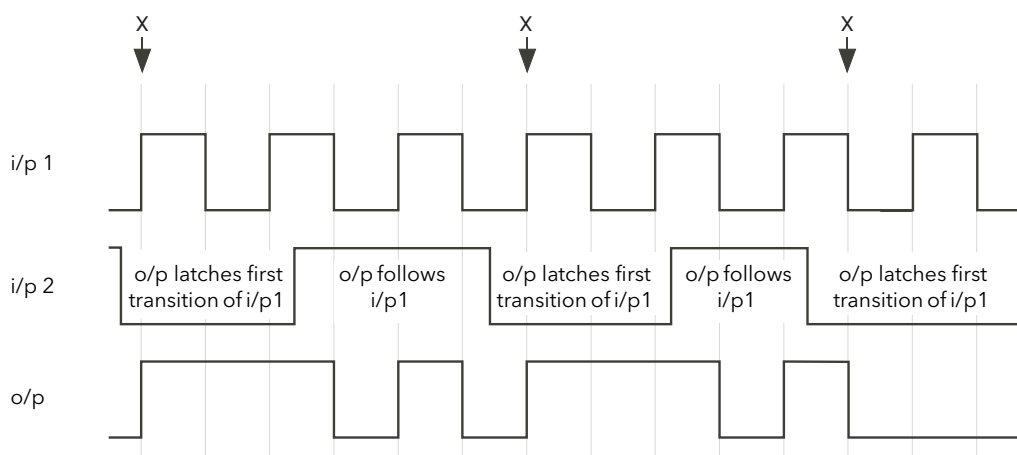 X X X
i/p 1
i/p 2
o/p latches first
transition of i/p1
o/p follows
i/p1
o/p latches first
transition of i/p1
o/p follows
i/p1
o/p latches first
transition of i/p1
o/p